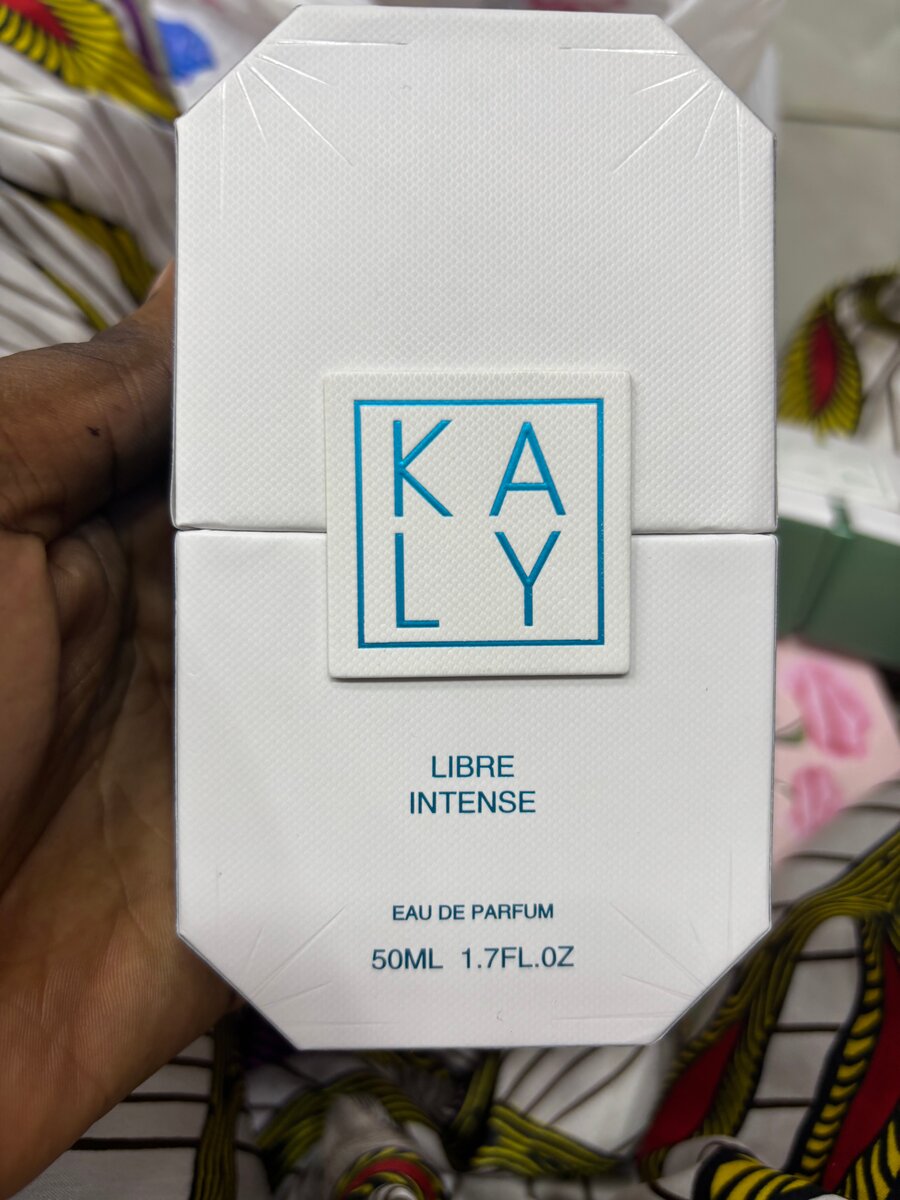 KA
LY
LIBRE
INTENSE
EAU DE PARFUM
50ML 1.7FL.OZ